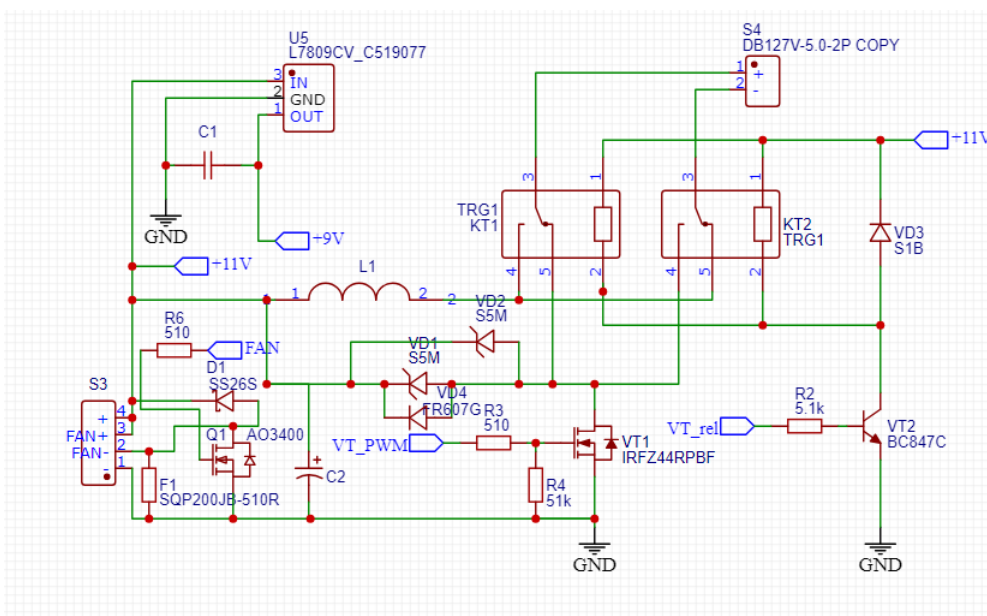 U5
L7809CV_C519077
3
IN
2
GND
1
OUT
C1
GND
+9V
+11V
S4
DB127V-5.0-2P COPY
1
+
2
-
+11V
3
1
TRG1
KT1
4
5
2
3
1
KT2
TRG1
4
5
2
VD3
S1B
L1
1
1
2
2
VD2
S5M
VD1
S5M
VD4
FR607G
R6
510
FAN
D1
SS26S
S3
4
+
3
FAN+
2
FAN-
1
-
Q1
AO3400
F1
SQP200JB-510R
+
C2
VT_PWM
R3
510
R4
51k
VT1
IRFZ44RPBF
GND
VT_rel
R2
5.1k
VT2
BC847C
GND